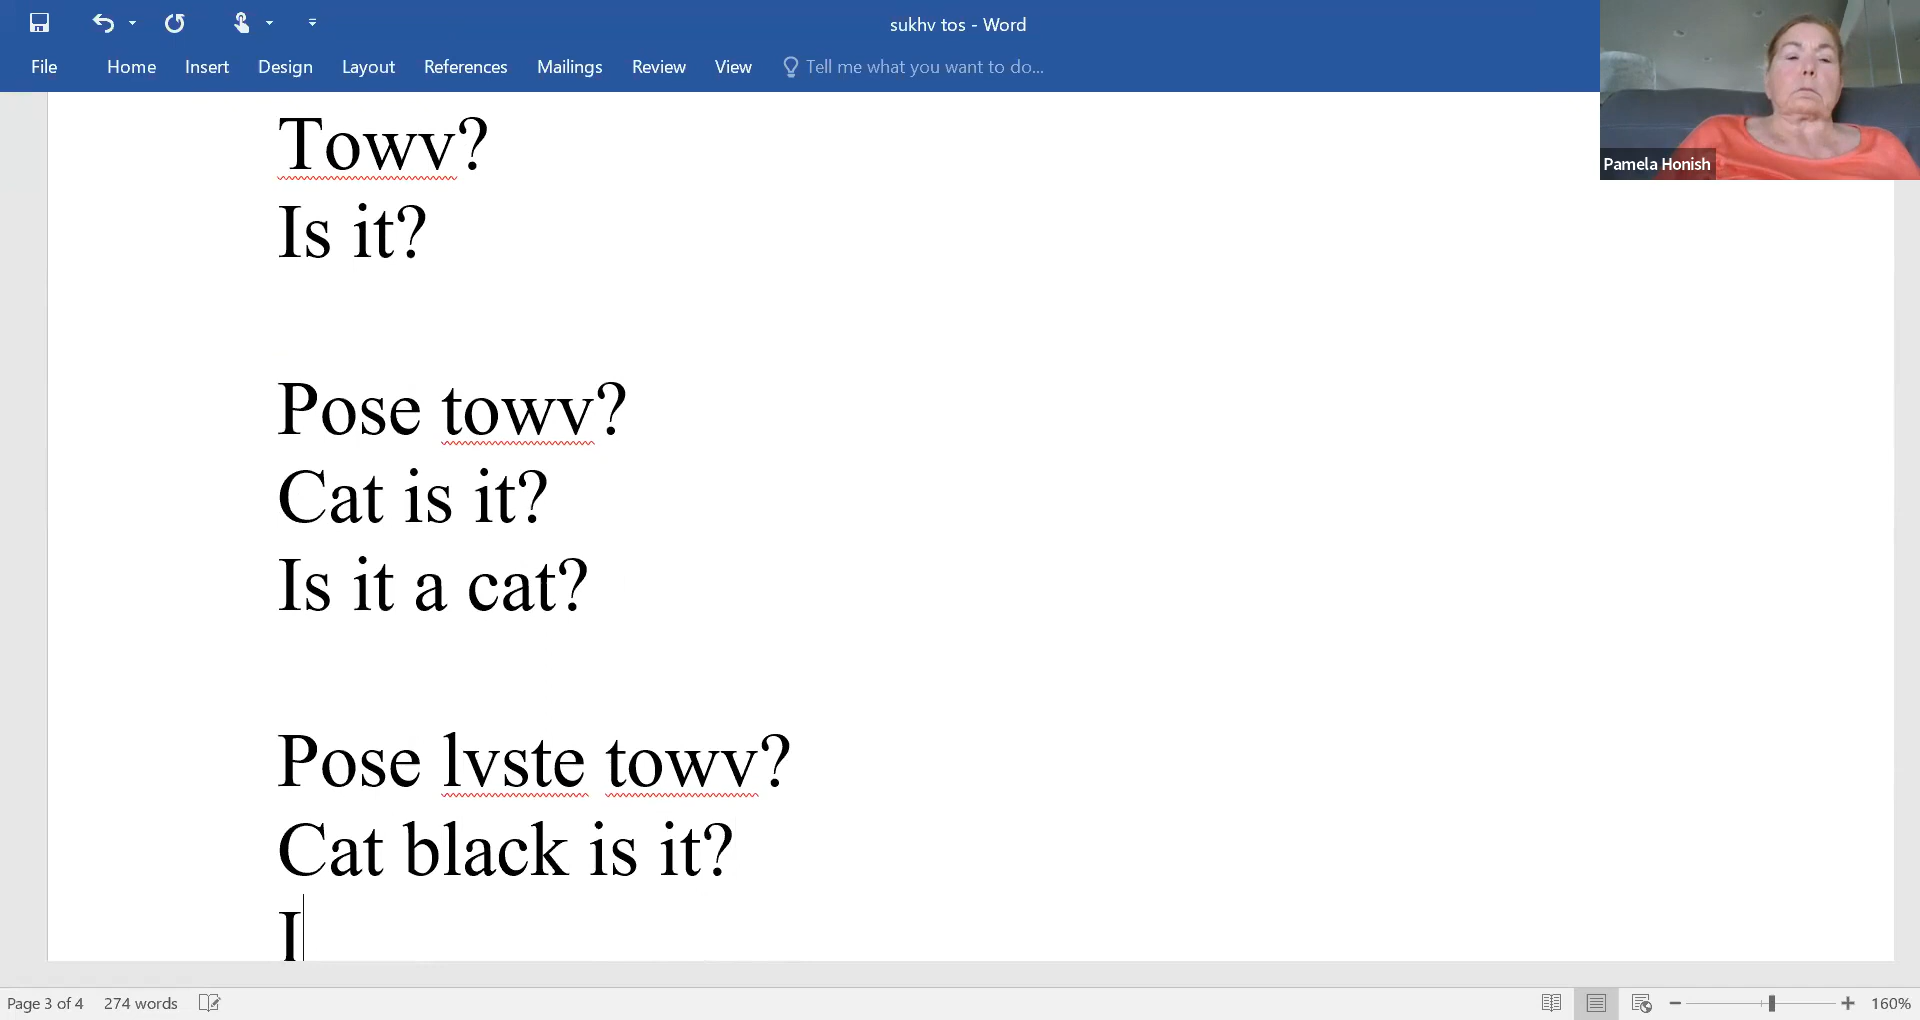 sukhv tos - Word
File Home Insert Design Layout References Mailings Review View Tell me what you want to do...
Pamela Honish
Towv?
Is it?
Pose towv?
Cat is it?
Is it a cat?
Pose lvste towv?
Cat black is it?
I
Page 3 of 4 274 words 160%